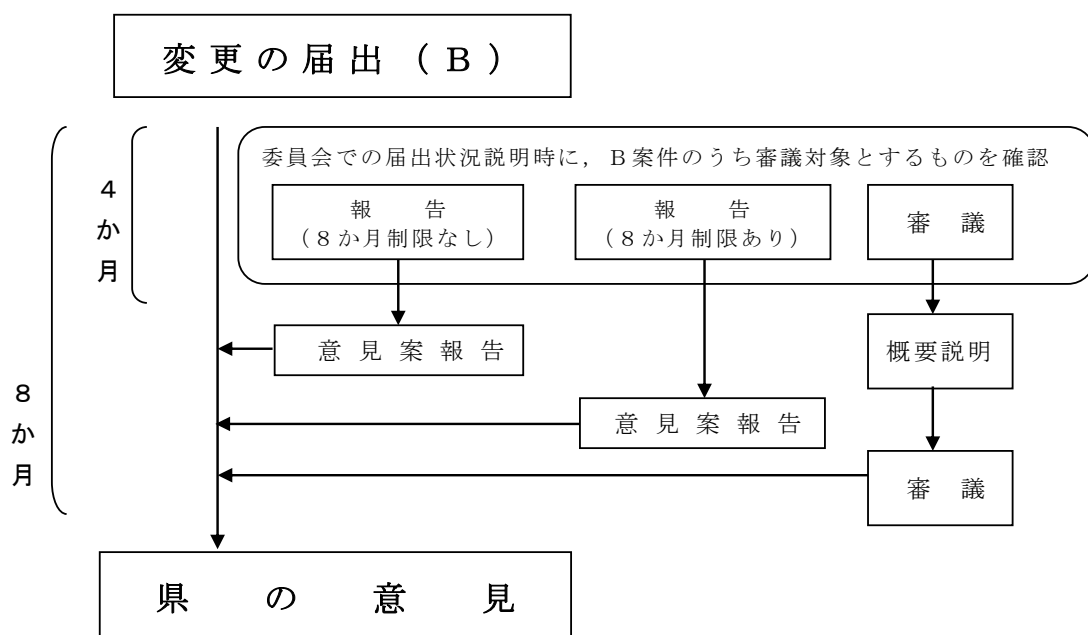 変更の届出（Ｂ）
委員会での届出状況説明時に，Ｂ案件のうち審議対象とするものを確認
４か月
報　　告
（８か月制限なし）
報　　告
（８か月制限あり）
審　議
意見案報告
概要説明
８か月
意見案報告
審　議
県の意見